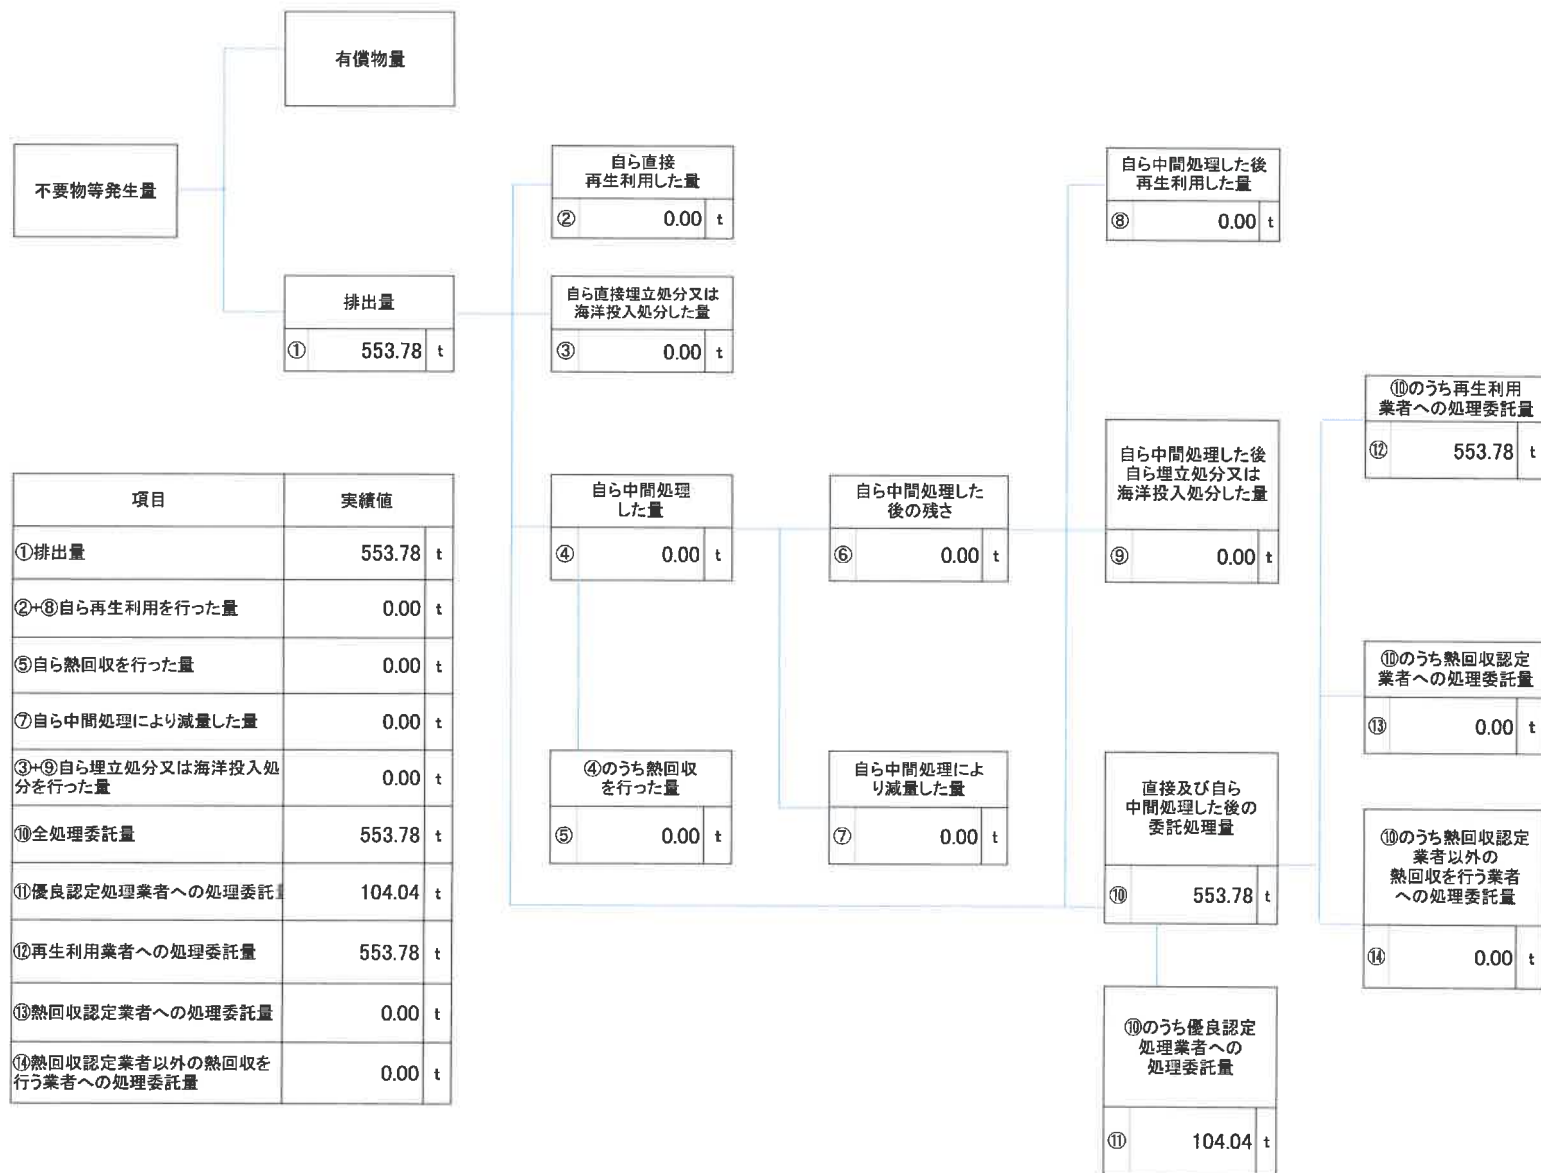 有償物量
不要物等発生量
排出量
① 553.78 t
自ら直接
再生利用した量
② 0.00 t
自ら直接埋立処分又は
海洋投入処分した量
③ 0.00 t
自ら中間処理
した量
④ 0.00 t
④のうち熱回収
を行った量
⑤ 0.00 t
自ら中間処理した
後の残さ
⑥ 0.00 t
自ら中間処理によ
り減量した量
⑦ 0.00 t
自ら中間処理した後
再生利用した量
⑧ 0.00 t
自ら中間処理した後
自ら埋立処分又は
海洋投入処分した量
⑨ 0.00 t
直接及び自ら
中間処理した後の
委託処理量
⑩ 553.78 t
⑩のうち優良認定
処理業者への
処理委託量
⑪ 104.04 t
⑩のうち再生利用
業者への処理委託量
⑫ 553.78 t
⑩のうち熱回収認定
業者への処理委託量
⑬ 0.00 t
⑩のうち熱回収認定
業者以外の
熱回収を行う業者
への処理委託量
⑭ 0.00 t
項目 実績値
①排出量 553.78 t
②+⑧自ら再生利用を行った量 0.00 t
⑤自ら熱回収を行った量 0.00 t
⑦自ら中間処理により減量した量 0.00 t
③+⑨自ら埋立処分又は海洋投入処
分を行った量 0.00 t
⑩全処理委託量 553.78 t
⑪優良認定処理業者への処理委託 104.04 t
⑫再生利用業者への処理委託量 553.78 t
⑬熱回収認定業者への処理委託量 0.00 t
⑭熱回収認定業者以外の熱回収を
行う業者への処理委託量 0.00 t